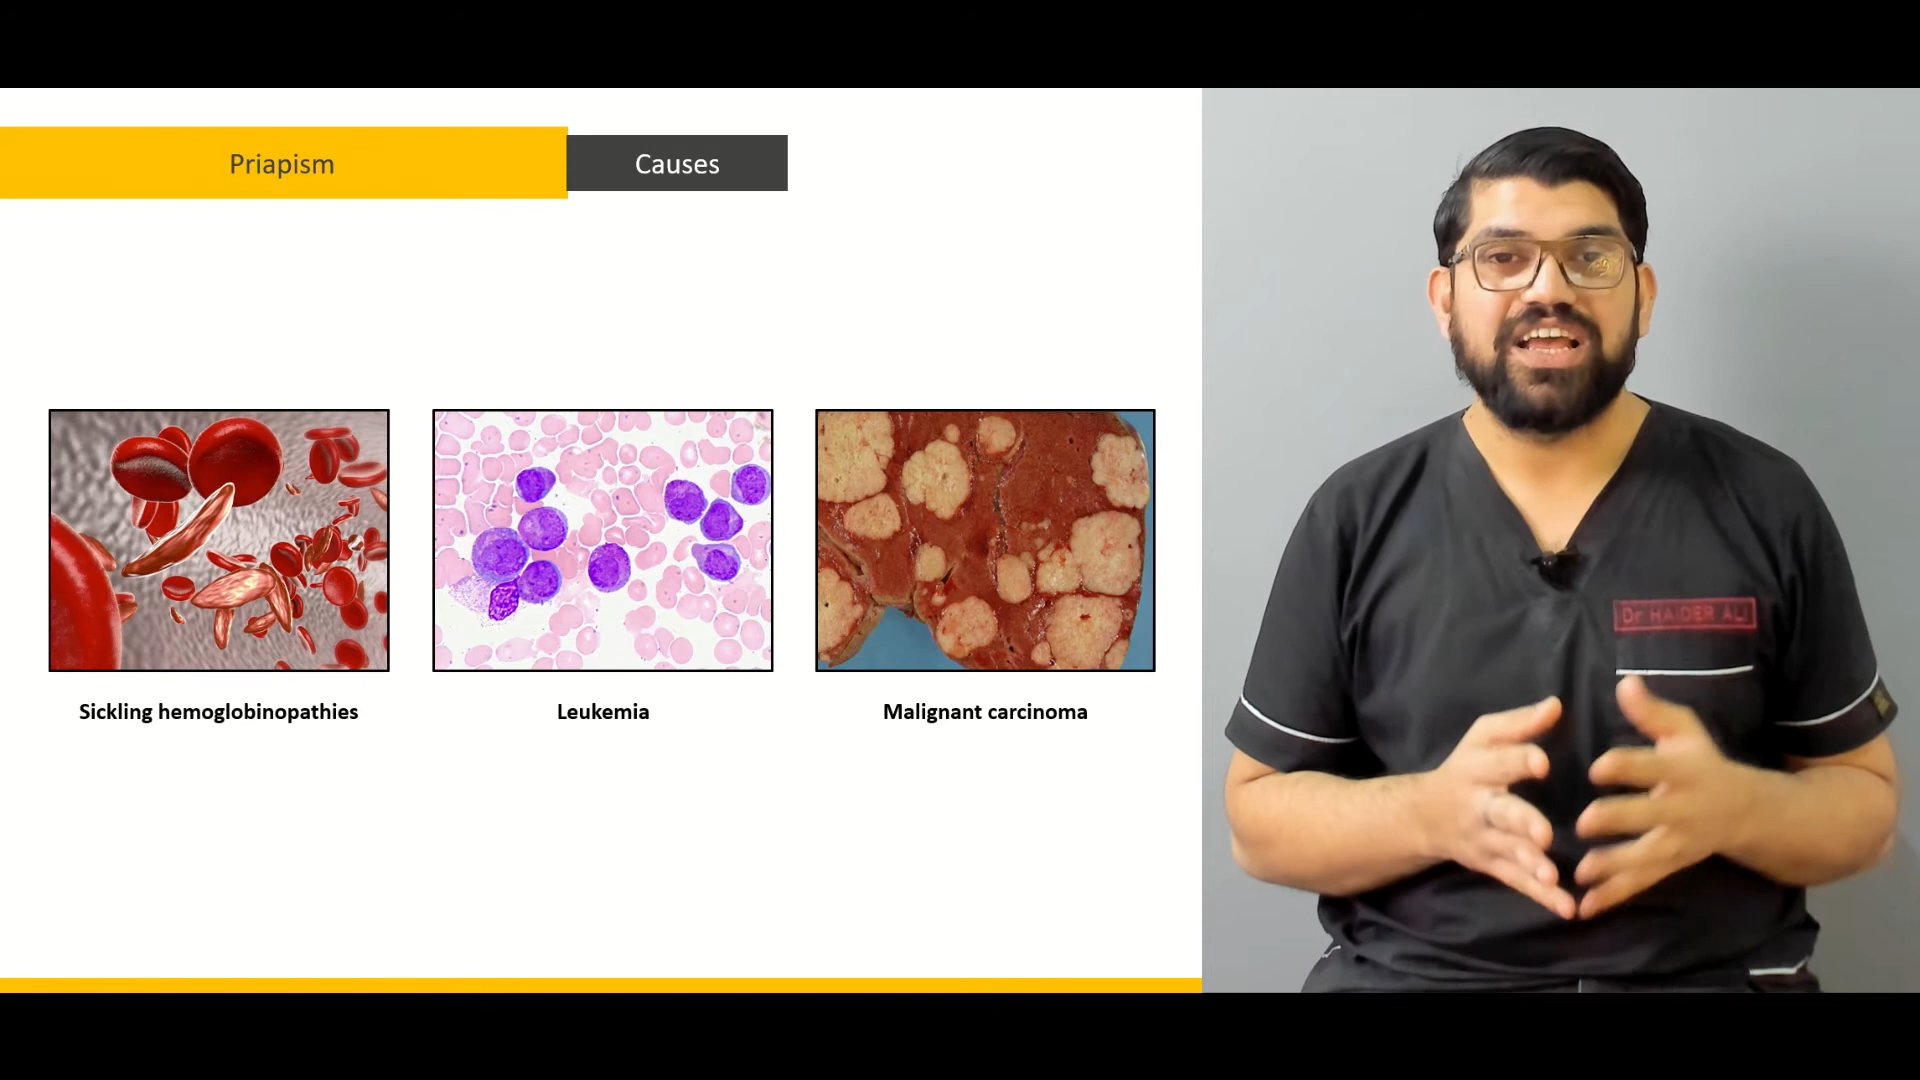 Priapism
Causes
Sickling hemoglobinopathies
Leukemia
Malignant carcinoma
Dr HAIDER ALI